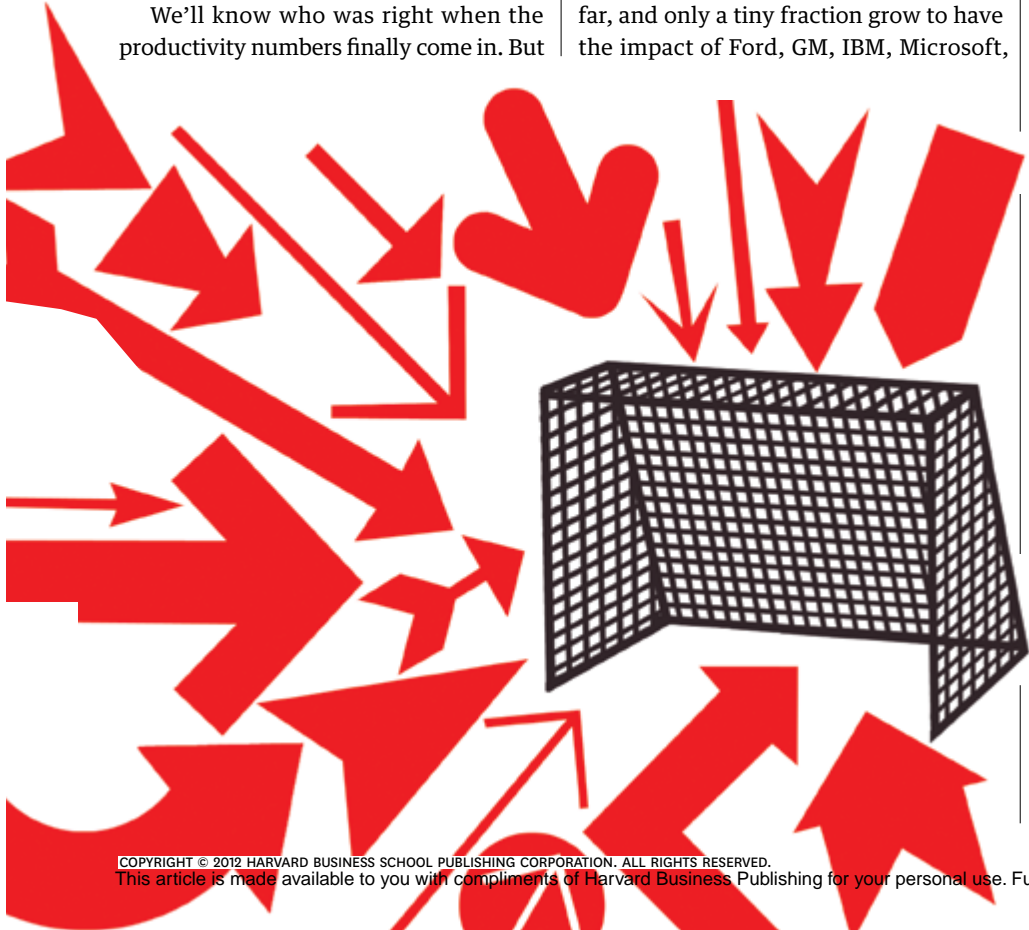 We’ll know who was right when the
productivity numbers finally come in. But
far, and only a tiny fraction grow to have
the impact of Ford, GM, IBM, Microsoft,
COPYRIGHT © 2012 HARVARD BUSINESS SCHOOL PUBLISHING CORPORATION. ALL RIGHTS RESERVED.
This article is made available to you with compliments of Harvard Business Publishing for your personal use. Fu